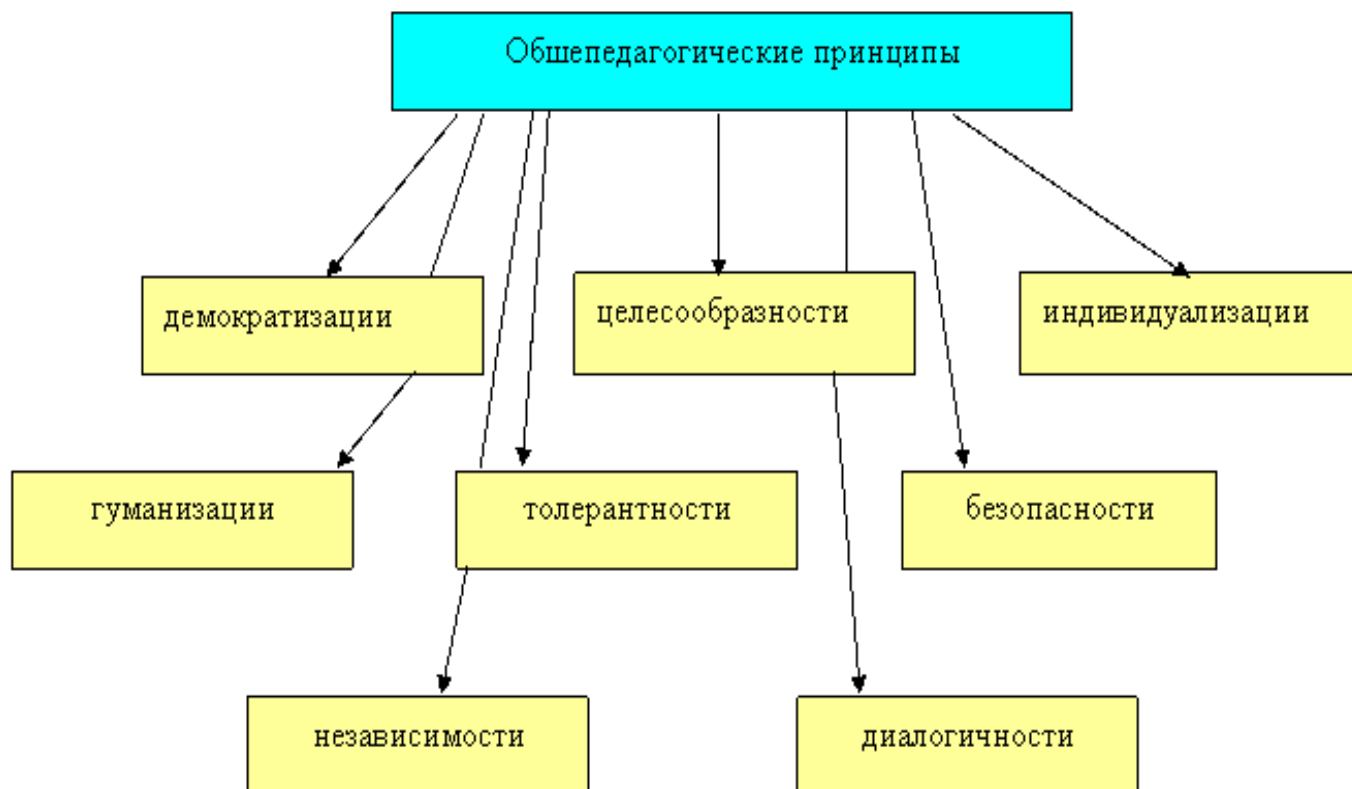 Обшепедагогические принципы
демократизации
целесообразности
индивидуализации
гуманизации
толерантности
безопасности
независимости
диалогичности